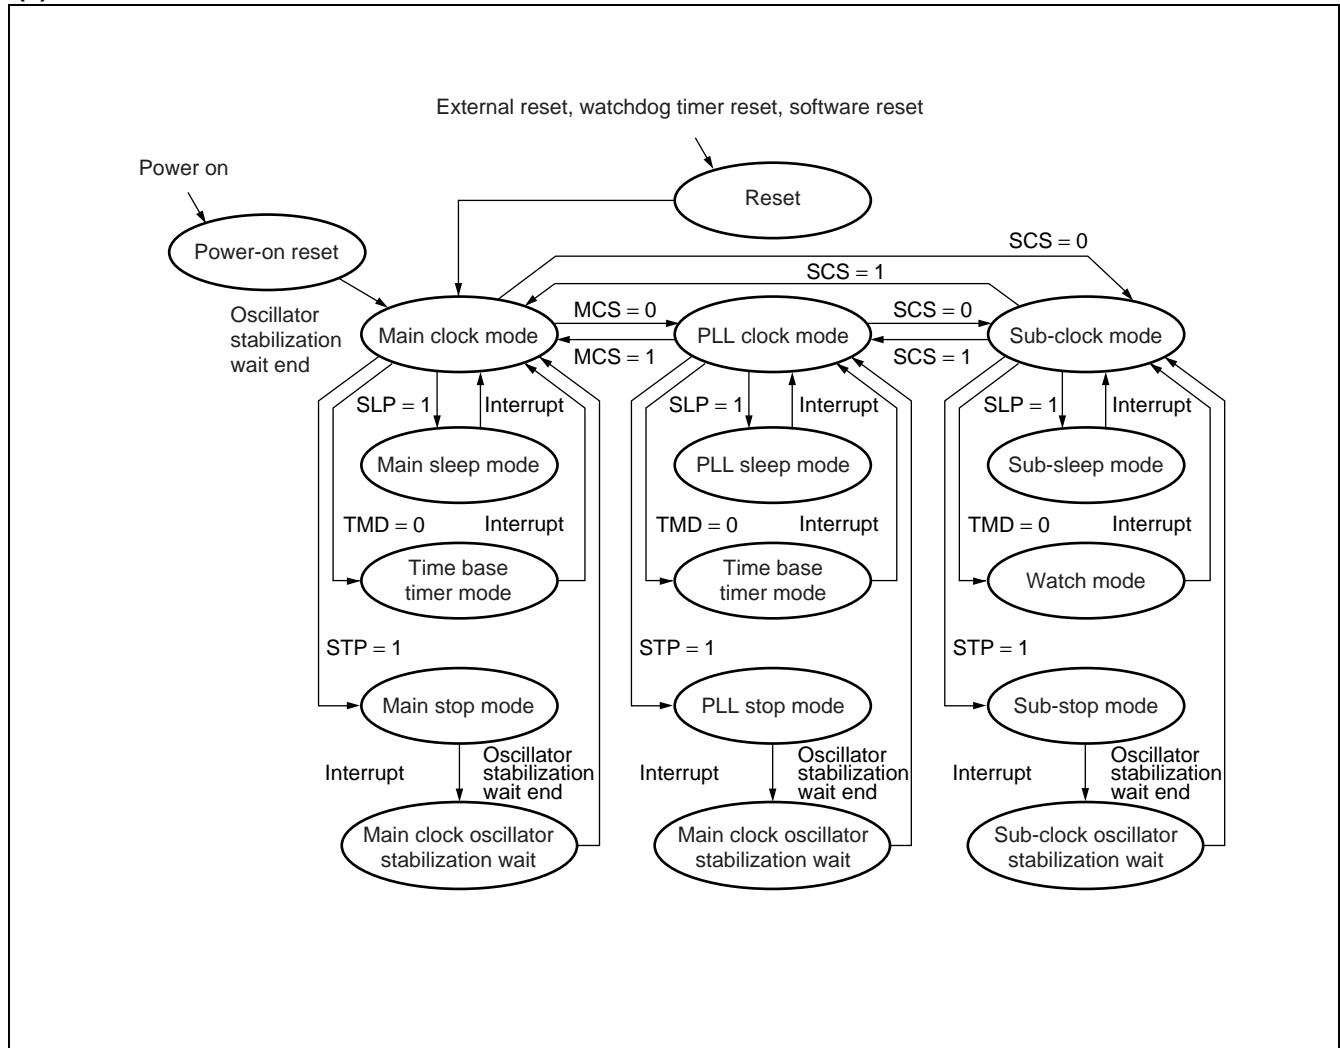 External reset, watchdog timer reset, software reset
Power on
Reset
Power-on reset
SCS = 0
SCS = 1
Oscillator
stabilization
wait end
MCS = 0
SCS = 0
Main clock mode
PLL clock mode
Sub-clock mode
MCS = 1
SCS = 1
SLP = 1
Interrupt
SLP = 1
Interrupt
SLP = 1
Interrupt
Main sleep mode
PLL sleep mode
Sub-sleep mode
TMD = 0
Interrupt
TMD = 0
Interrupt
TMD = 0
Interrupt
Time base
timer mode
Time base
timer mode
Watch mode
STP = 1
STP = 1
STP = 1
Main stop mode
PLL stop mode
Sub-stop mode
Interrupt
Oscillator
stabilization
wait end
Interrupt
Oscillator
stabilization
wait end
Interrupt
Oscillator
stabilization
wait end
Main clock oscillator
stabilization wait
Main clock oscillator
stabilization wait
Sub-clock oscillator
stabilization wait